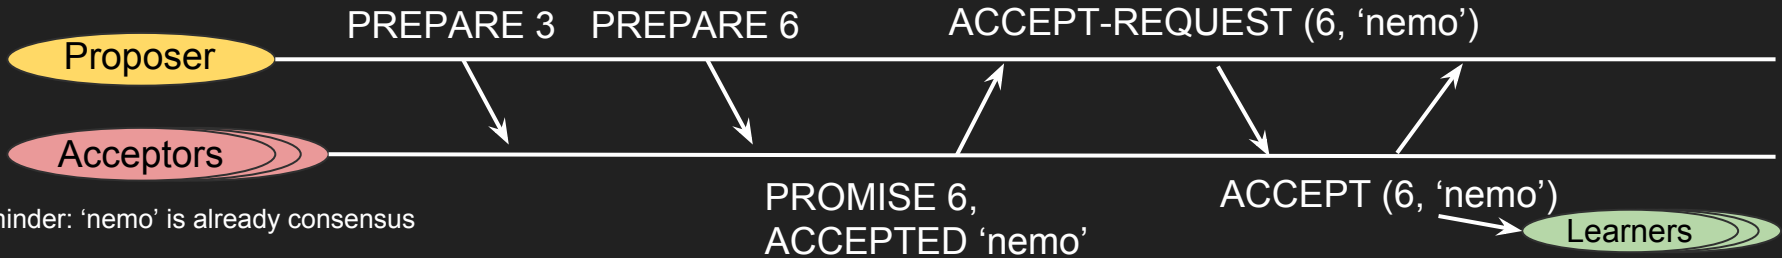 PREPARE 3 PREPARE 6 ACCEPT-REQUEST (6, ‘nemo’)
Proposer
Acceptors
PROMISE 6,
ACCEPTED ‘nemo’
ACCEPT (6, ‘nemo’)
: ‘nemo’ is already consensus
Learners